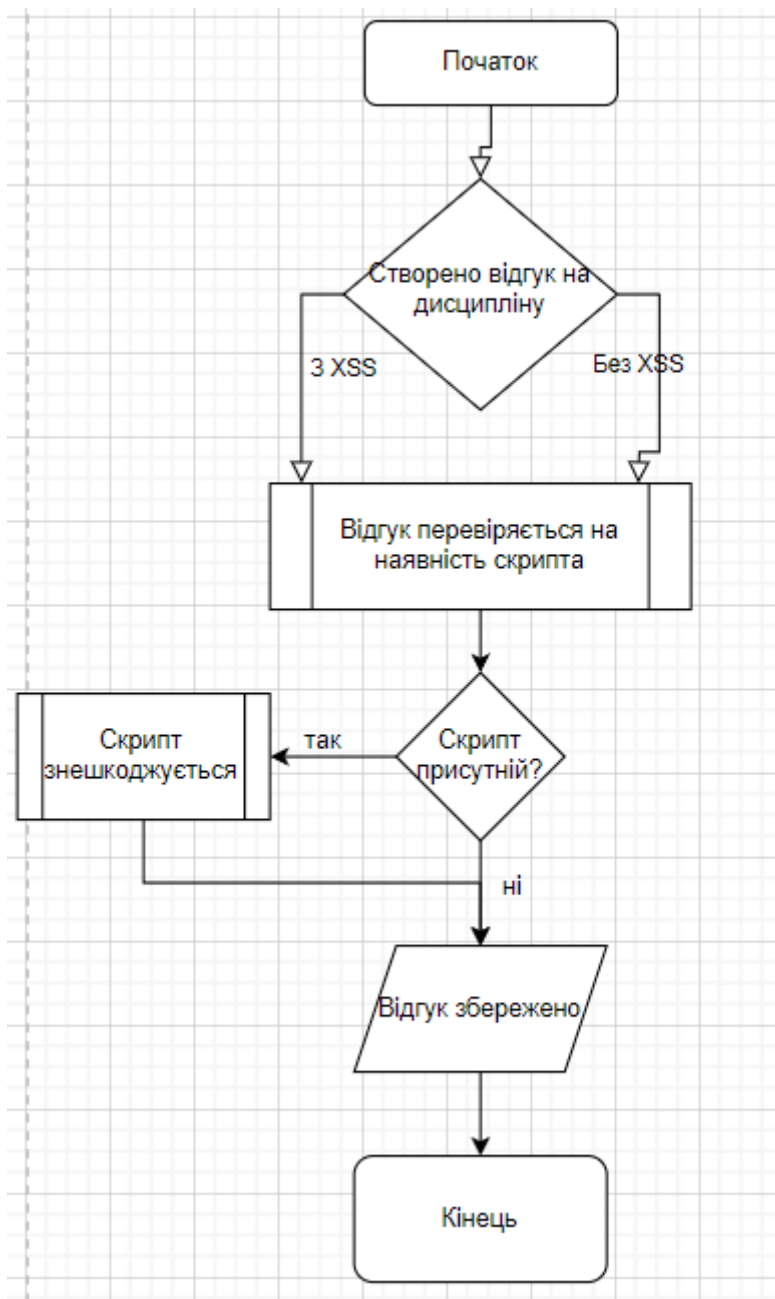 Початок
Створено відгук на
дисципліну
З XSS
Без XSS
Відгук перевіряється на
наявність скрипта
Скрипт
знешкоджується
так
Скрипт
присутній?
ні
Відгук збережено
Кінець